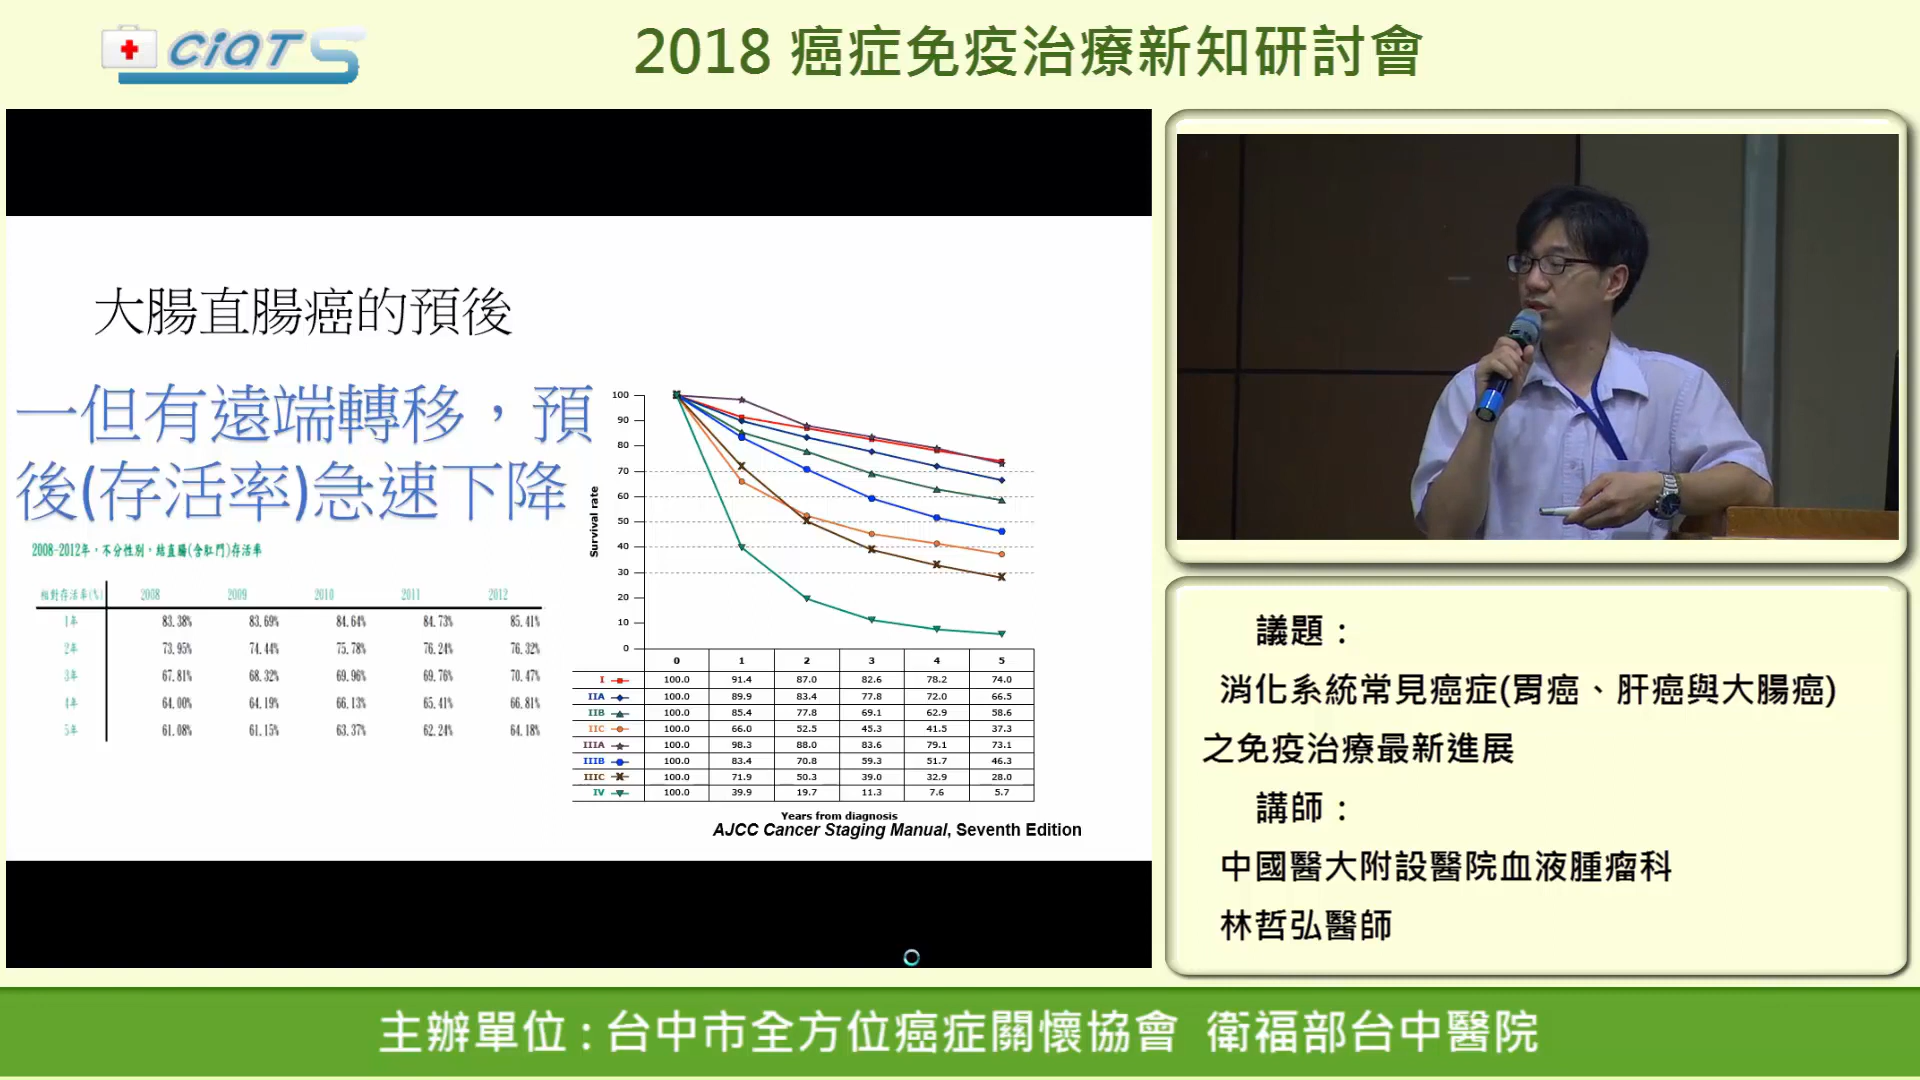 CiATS
2018 癌症免疫治療新知研討會
大腸直腸癌的預後
一但有遠端轉移，預
後(存活率)急速下降
2008-2012年，不分性別，結直腸(含肛門)存活率
相對存活率(%) 2008 2009 2010 2011 2012
1年 83.38% 83.69% 84.64% 84.73% 85.41%
2年 73.95% 74.44% 75.78% 76.24% 76.32%
3年 67.81% 68.32% 69.96% 69.76% 70.47%
4年 64.00% 64.19% 66.13% 65.41% 66.81%
5年 61.08% 61.15% 63.37% 62.24% 64.18%
Survival rate
100
90
80
70
60
50
40
30
20
10
0
0 1 2 3 4 5
I 100.0 91.4 87.0 82.6 78.2 74.0
IIA 100.0 89.9 83.4 77.8 72.0 66.5
IIB 100.0 85.4 77.8 69.1 62.9 58.6
IIC 100.0 66.0 52.5 45.3 41.5 37.3
IIIA 100.0 98.3 88.0 83.6 79.1 73.1
IIIB 100.0 83.4 70.8 59.3 51.7 46.3
IIIC 100.0 71.9 50.3 39.0 32.9 28.0
IV 100.0 39.9 19.7 11.3 7.6 5.7
Years from diagnosis
AJCC Cancer Staging Manual, Seventh Edition
議題：
消化系統常見癌症(胃癌、肝癌與大腸癌)
之免疫治療最新進展
講師：
中國醫大附設醫院血液腫瘤科
林哲弘醫師
主辦單位：台中市全方位癌症關懷協會 衛福部台中醫院